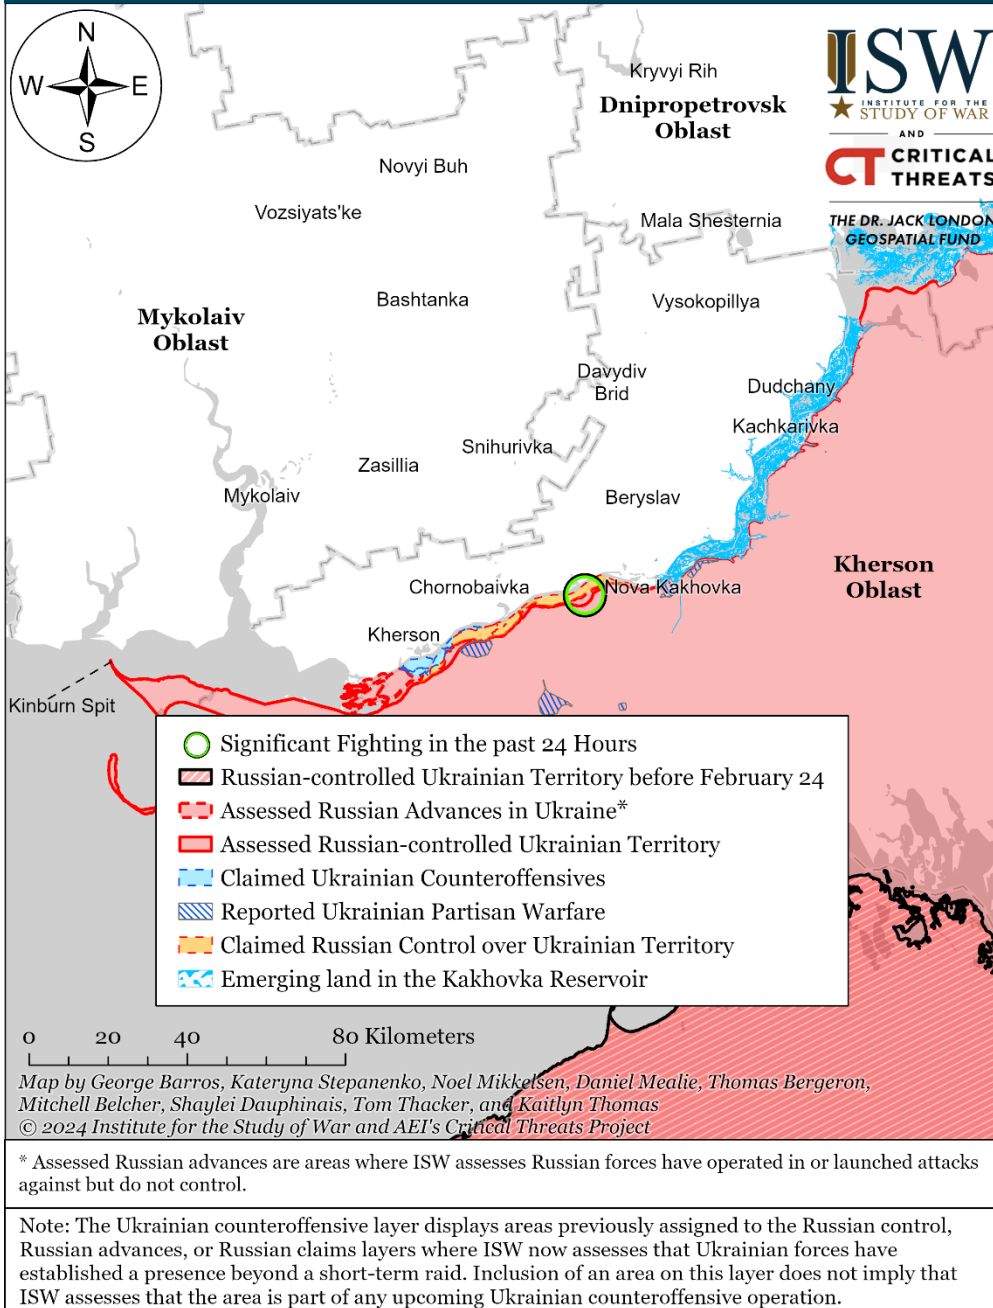 N
W E
S
ISW
INSTITUTE FOR THE
STUDY OF WAR
AND
CT CRITICAL
THREATS
THE DR. JACK LONDON
GEOSPATIAL FUND
Kryvyi Rih
Dnipropetrovsk
Oblast
Novyi Buh
Vozsiyats'ke
Mala Shesternia
Bashtanka
Vysokopillya
Mykolaiv
Oblast
Davydiv
Brid
Dudchany
Kachkarivka
Snihurivka
Zasillia
Mykolaiv
Beryslav
Kherson
Oblast
Chornobaivka
Nova Kakhovka
Kherson
Kinburn Spit
Significant Fighting in the past 24 Hours
Russian-controlled Ukrainian Territory before February 24
Assessed Russian Advances in Ukraine*
Assessed Russian-controlled Ukrainian Territory
Claimed Ukrainian Counteroffensives
Reported Ukrainian Partisan Warfare
Claimed Russian Control over Ukrainian Territory
Emerging land in the Kakhovka Reservoir
0 20 40 80 Kilometers
Map by George Barros, Kateryna Stepanenko, Noel Mikkelsen, Daniel Mealie, Thomas Bergeron,
Mitchell Belcher, Shaylei Dauphinais, Tom Thacker, and Kaitlyn Thomas
© 2024 Institute for the Study of War and AEI's Critical Threats Project
* Assessed Russian advances are areas where ISW assesses Russian forces have operated in or launched attacks
against but do not control.
Note: The Ukrainian counteroffensive layer displays areas previously assigned to the Russian control,
Russian advances, or Russian claims layers where ISW now assesses that Ukrainian forces have
established a presence beyond a short-term raid. Inclusion of an area on this layer does not imply that
ISW assesses that the area is part of any upcoming Ukrainian counteroffensive operation.